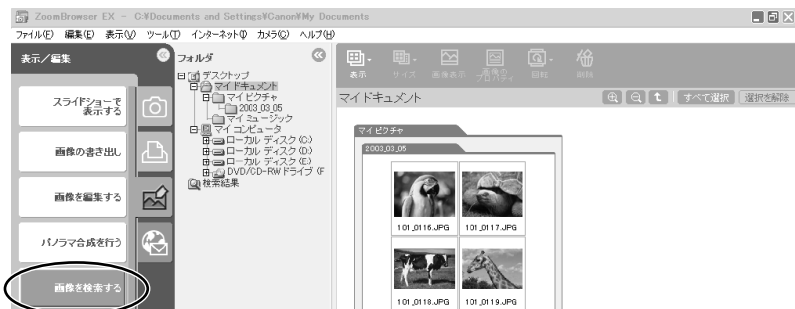 ZoomBrowser EX - C:¥Documents and Settings¥Canon¥My Documents
ファイル(F) 編集(E) 表示(V) ツール(T) インターネット(I) カメラ(C) ヘルプ(H)
表示／編集
スライドショーで
表示する
画像の書き出し
画像を編集する
パノラマ合成を行う
画像を検索する
フォルダ
デスクトップ
マイ ドキュメント
マイ ピクチャ
2003_03_05
マイ ミュージック
マイ コンピュータ
ローカル ディスク (C:)
ローカル ディスク (D:)
ローカル ディスク (E:)
DVD/CD-RW ドライブ (F
検索結果
表示 サイズ 画像表示 画像のプロパティ 回転 削除
マイ ドキュメント
すべて選択 選択を解除
マイ ピクチャ
2003_03_05
101_0116.JPG 101_0117.JPG
101_0118.JPG 101_0119.JPG